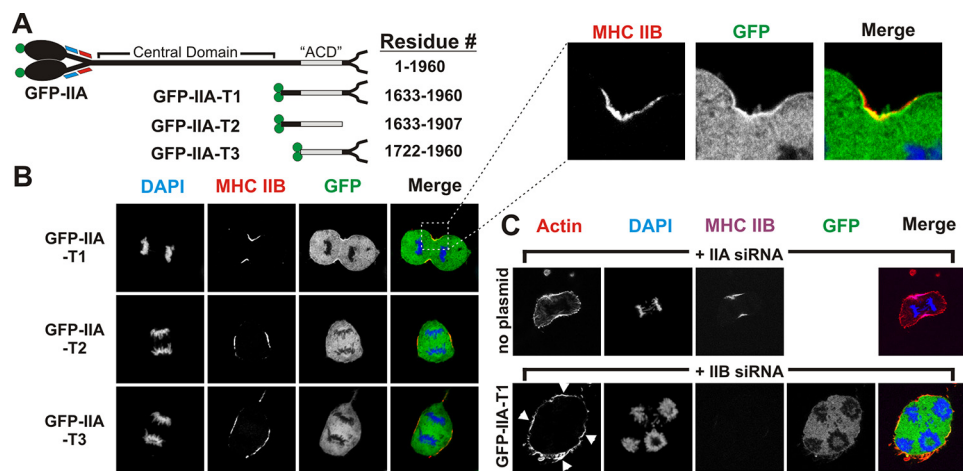 A
Central Domain
"ACD"
Residue #
GFP-IIA
1-1960
GFP-IIA-T1
1633-1960
GFP-IIA-T2
1633-1907
GFP-IIA-T3
1722-1960
MHC IIB
GFP
Merge
B
DAPI
MHC IIB
GFP
Merge
GFP-IIA
-T1
GFP-IIA
-T2
GFP-IIA
-T3
C
Actin
DAPI
MHC IIB
GFP
Merge
+ IIA siRNA
no plasmid
+ IIB siRNA
GFP-IIA-T1